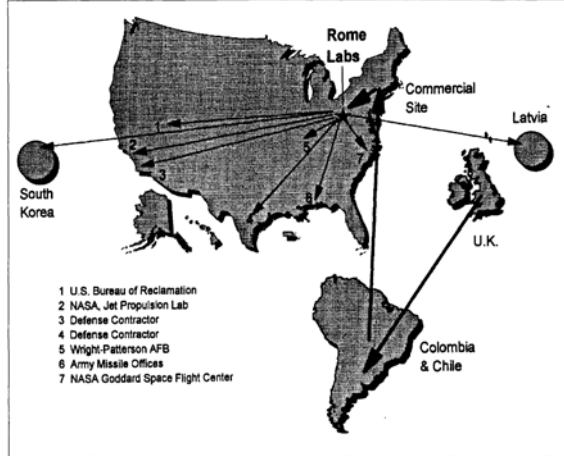 Rome
Labs
Commercial
Site
Latvia
1
2
3
4
5
6
7
South
Korea
U.K.
1 U.S. Bureau of Reclamation
2 NASA, Jet Propulsion Lab
3 Defense Contractor
4 Defense Contractor
5 Wright-Patterson AFB
6 Army Missile Offices
7 NASA Goddard Space Flight Center
Colombia
& Chile